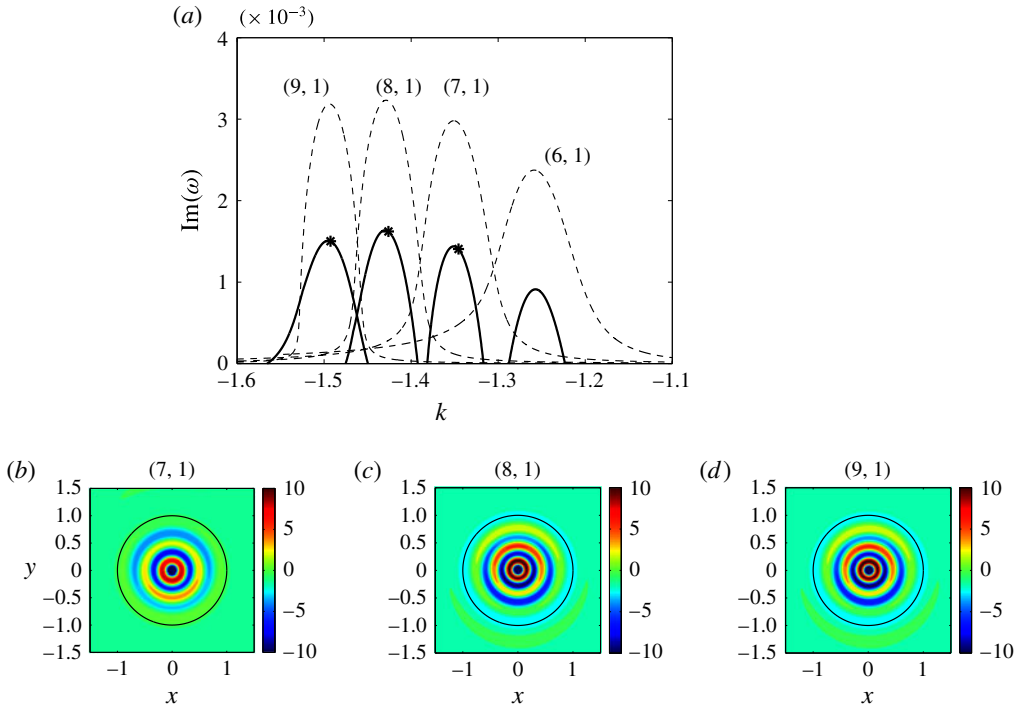 (a) (× 10−3)
4
3
2
1
0
Im(ω)
(9, 1) (8, 1) (7, 1)
(6, 1)
−1.6 −1.5 −1.4 −1.3 −1.2 −1.1
k
(b) (7, 1) (c) (8, 1) (d) (9, 1)
1.5 10 1.5 10 1.5 10
1.0 1.0 1.0
0.5 5 0.5 5 0.5 5
y 0 0 0 0 0 0
−0.5 −0.5 −0.5
−5 −5 −5
−1.0 −1.0 −1.0
−1.5 −10 −1.5 −10 −1.5 −10
−1 0 1 −1 0 1 −1 0 1
x x x